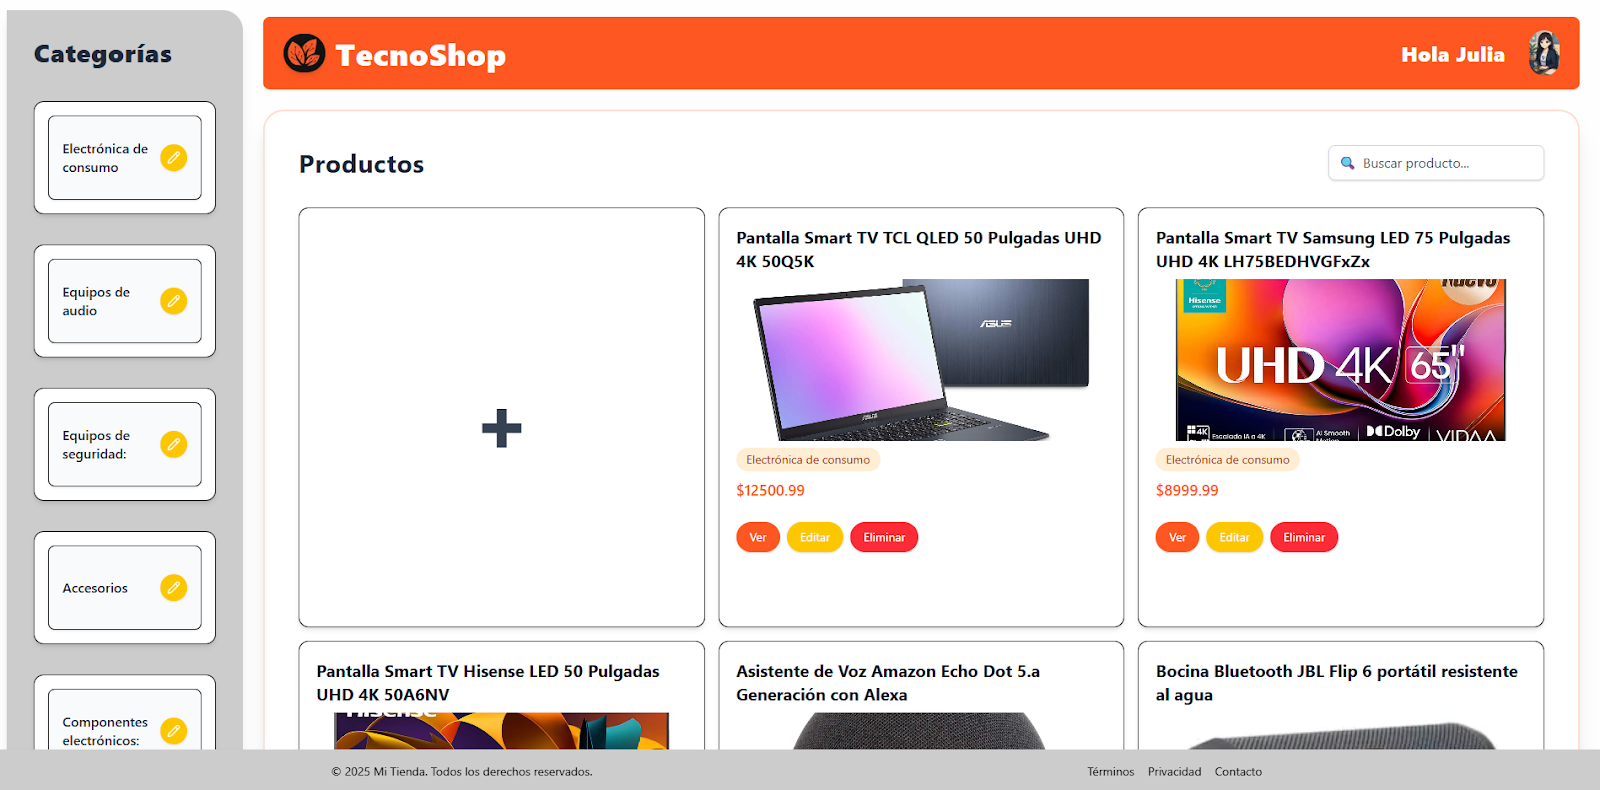 Categorías
TecnoShop
Hola Julia
Electrónica de
consumo
Equipos de
audio
Equipos de
seguridad:
Accesorios
Componentes
electrónicos:
Productos
Buscar producto...
Pantalla Smart TV TCL QLED 50 Pulgadas UHD
4K 50Q5K
ASUS
ASUS
Electrónica de consumo
$12500.99
Ver
Editar
Eliminar
Pantalla Smart TV Samsung LED 75 Pulgadas
UHD 4K LH75BEDHVGFxZx
Hisense
Nuevo
UHD 4K 65"
4K
Escalado IA a 4K
AI Smooth
Motion
Dolby
VIDAA
Electrónica de consumo
$8999.99
Ver
Editar
Eliminar
Pantalla Smart TV Hisense LED 50 Pulgadas
UHD 4K 50A6NV
Hisense
Asistente de Voz Amazon Echo Dot 5.a
Generación con Alexa
Bocina Bluetooth JBL Flip 6 portátil resistente
al agua
© 2025 Mi Tienda. Todos los derechos reservados.
Términos
Privacidad
Contacto